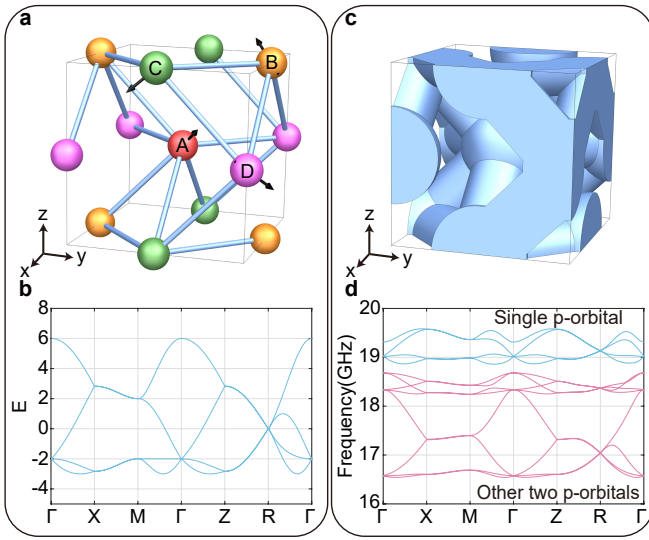 a
C
B
A
D
z
y
x
b
8
6
4
2
0
-2
-4
E
Γ X M Γ Z R Γ
c
z
y
x
d
20
19
18
17
16
Frequency(GHz)
Single p-orbital
Other two p-orbitals
Γ X M Γ Z R Γ